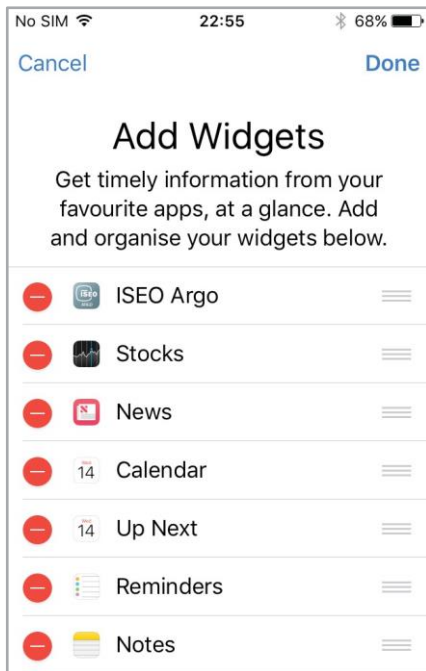 No SIM 22:55 68%
Cancel Done
Add Widgets
Get timely information from your
favourite apps, at a glance. Add
and organise your widgets below.
ISEO Argo
Stocks
News
14 Calendar
14 Up Next
Reminders
Notes